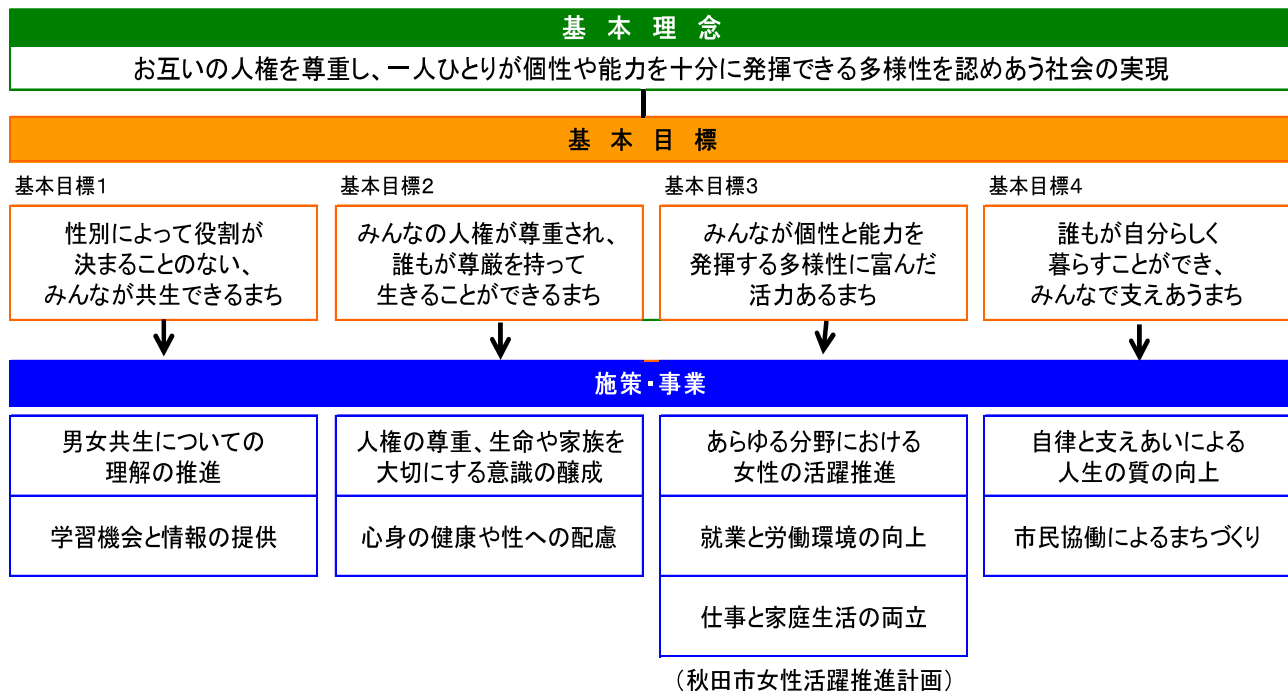 基本理念
お互いの人権を尊重し、一人ひとりが個性や能力を十分に発揮できる多様性を認めあう社会の実現
基本目標
基本目標1
性別によって役割が
決まることのない、
みんなが共生できるまち
基本目標2
みんなの人権が尊重され、
誰もが尊厳を持って
生きることができるまち
基本目標3
みんなが個性と能力を
発揮する多様性に富んだ
活力あるまち
基本目標4
誰もが自分らしく
暮らすことができ、
みんなで支えあうまち
施策・事業
男女共生についての
理解の推進
学習機会と情報の提供
人権の尊重、生命や家族を
大切にする意識の醸成
心身の健康や性への配慮
あらゆる分野における
女性の活躍推進
就業と労働環境の向上
仕事と家庭生活の両立
（秋田市女性活躍推進計画）
自律と支えあいによる
人生の質の向上
市民協働によるまちづくり